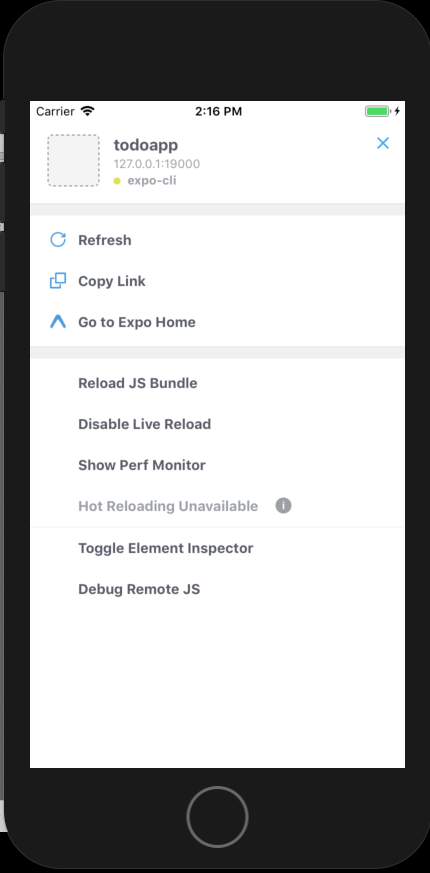 Carrier 2:16 PM
todoapp
127.0.0.1:19000
expo-cli
Refresh
Copy Link
Go to Expo Home
Reload JS Bundle
Disable Live Reload
Show Perf Monitor
Hot Reloading Unavailable i
Toggle Element Inspector
Debug Remote JS